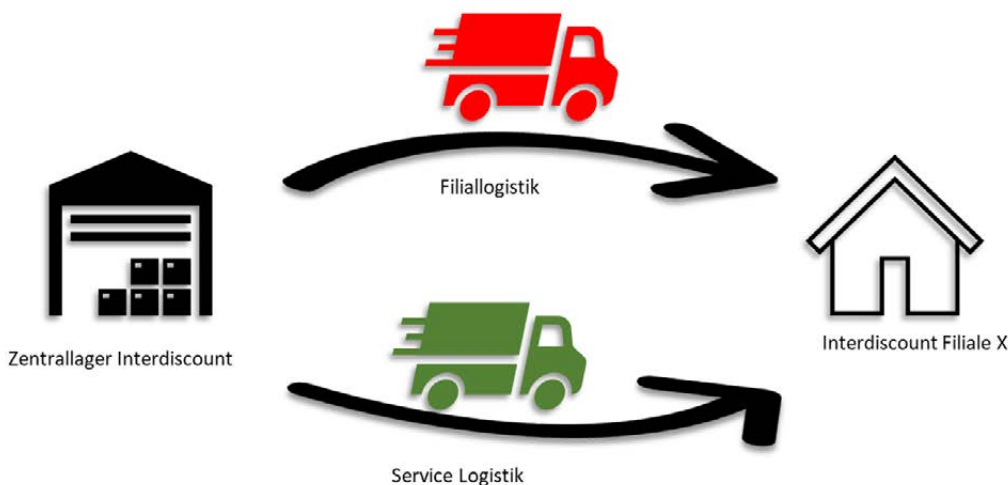 Filiallogistik
Zentrallager Interdiscount
Interdiscount Filiale X
Service Logistik